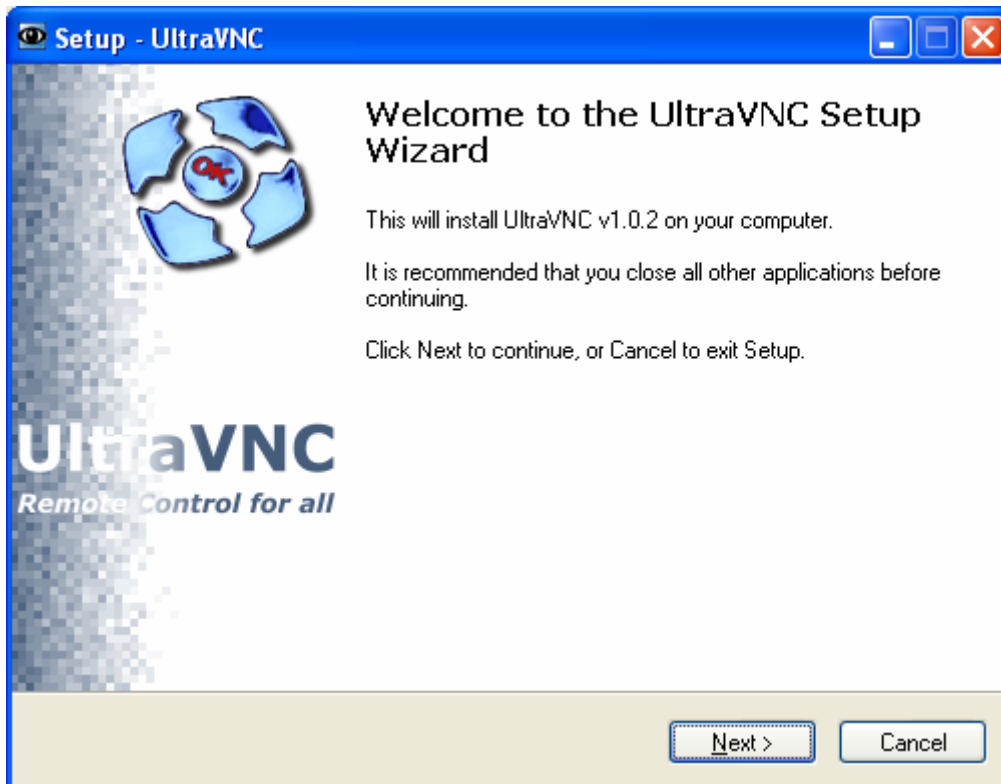 Setup - UltraVNC
OK
Welcome to the UltraVNC Setup
Wizard
This will install UltraVNC v1.0.2 on your computer.
It is recommended that you close all other applications before
continuing.
Click Next to continue, or Cancel to exit Setup.
UltraVNC
Remote Control for all
Next >
Cancel